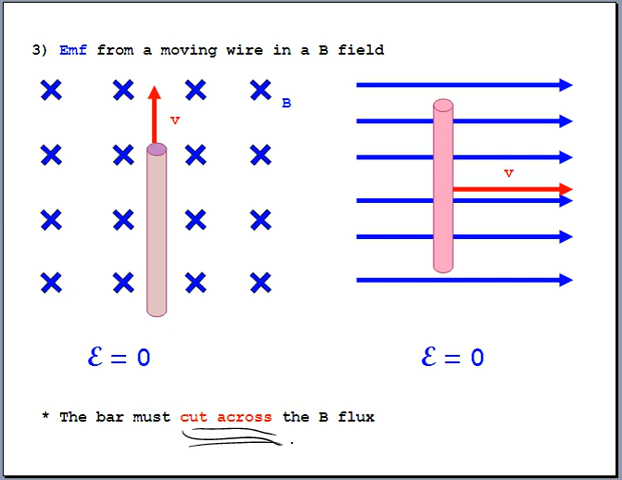 3) Emf from a moving wire in a B field
B
v
v
ℰ = 0
ℰ = 0
* The bar must cut across the B flux
.